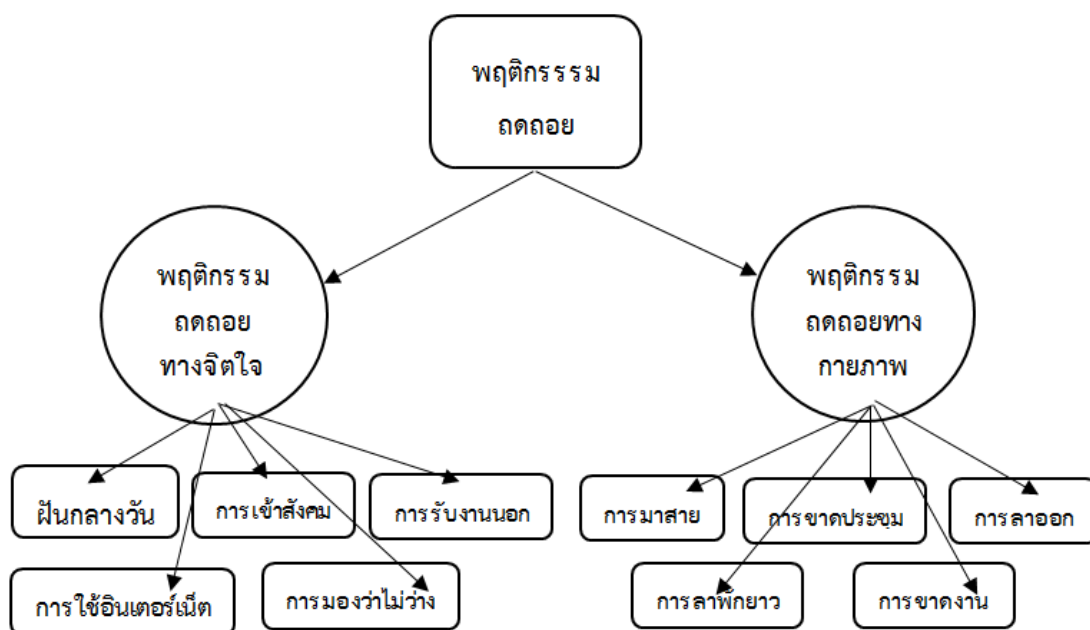 พฤติกรรรม
ถดถอย
พฤติกรรม
ถดถอย
ทางจิตใจ
พฤติกรรม
ถดถอยทาง
กายภาพ
ฝันกลางวัน
การเข้าสังคม
การรับงานนอก
การมาสาย
การขาดประชุม
การลาออก
การใช้อินเตอร์เน็ต
การมองว่าไม่ว่าง
การลาพักยาว
การขาดงาน